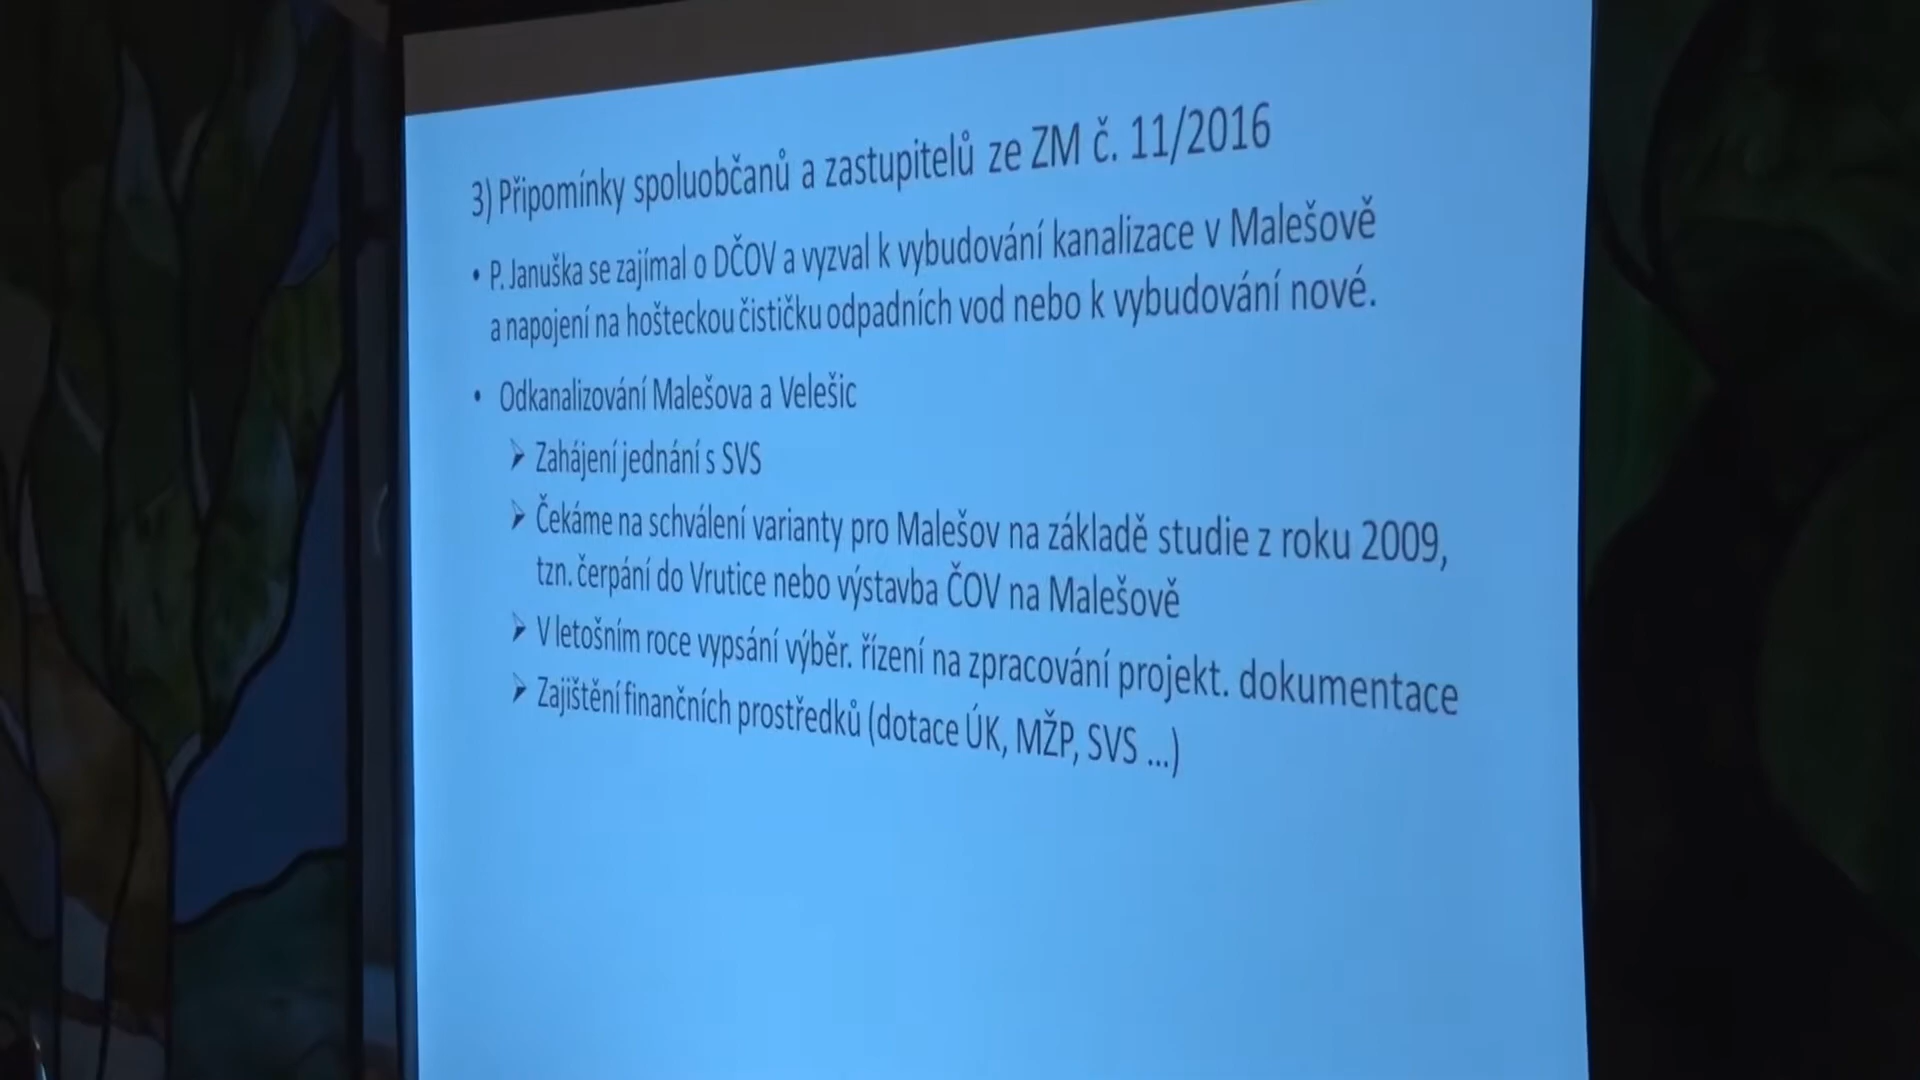 3) Připomínky spoluobčanů a zastupitelů ze ZM č. 11/2016
• P. Januška se zajímal o DČOV a vyzval k vybudování kanalizace v Malešově
a napojení na hošteckou čističku odpadních vod nebo k vybudování nové.
• Odkanalizování Malešova a Velešic
➢ Zahájení jednání s SVS
➢ Čekáme na schválení varianty pro Malešov na základě studie z roku 2009,
tzn. čerpání do Vrutice nebo výstavba ČOV na Malešově
➢ V letošním roce vypsání výběr. řízení na zpracování projekt. dokumentace
➢ Zajištění finančních prostředků (dotace ÚK, MŽP, SVS ...)